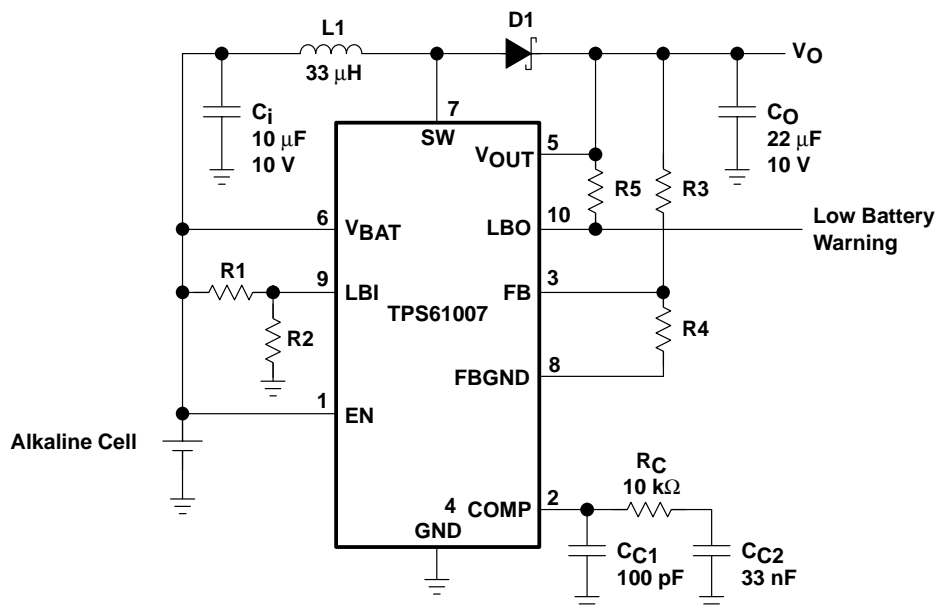 D1
L1
33 μH
VO
Ci
10 μF
10 V
7
SW
CO
22 μF
10 V
VOUT
5
R5
R3
6
VBAT
LBO
10
Low Battery
Warning
R1
9
LBI
FB
3
TPS61007
R2
R4
FBGND
8
1
EN
Alkaline Cell
RC
10 kΩ
4
GND
COMP
2
CC1
100 pF
CC2
33 nF